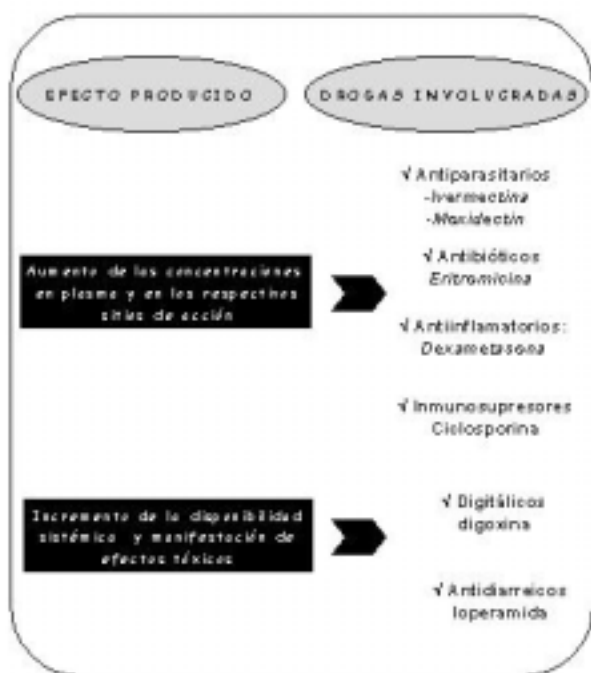 EFECTO PRODUCIDO
DROGAS INVOLUCRADAS
√ Antiparasitarios
-Ivermectina
-Moxidectin
Aumento de las concentraciones
en plasma y en los respectivos
sitios de acción
√ Antibióticos
Eritromicina
√ Antiinflamatorios:
Dexametasona
√ Inmunosupresores
Ciclosporina
Incremento de la disponibilidad
sistémica y manifestación de
efectos tóxicos
√ Digitálicos
digoxina
√ Antidiarreicos
loperamida